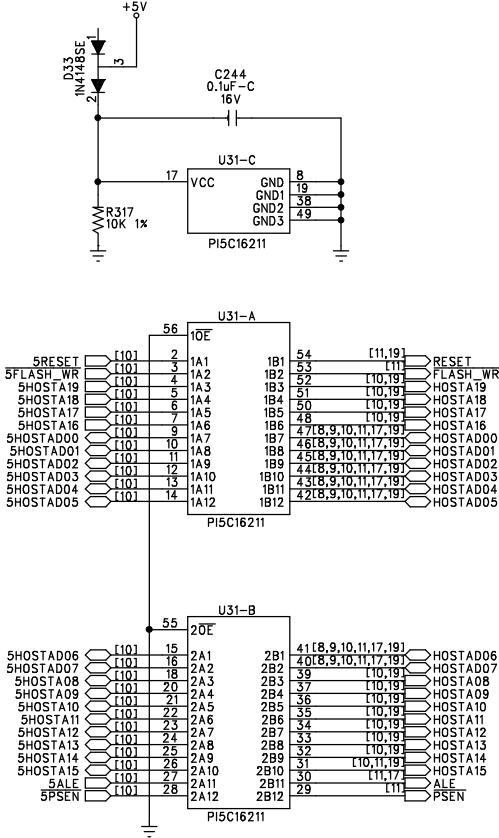 +5V
1
D33
1N4148SE
3
2
C244
0.1uF-C
16V
U31-C
17 VCC GND 8
GND1 19
GND2 38
GND3 49
R317
10K 1%
PI5C16211
U31-A
56 1OE
5RESET [10] 2 1A1 1B1 54 [11,19] RESET
5FLASH_WR [10] 3 1A2 1B2 53 [11] FLASH_WR
5HOSTA19 [10] 4 1A3 1B3 52 [10,19] HOSTA19
5HOSTA18 [10] 5 1A4 1B4 51 [10,19] HOSTA18
5HOSTA17 [10] 6 1A5 1B5 50 [10,19] HOSTA17
5HOSTA16 [10] 7 1A6 1B6 48 [10,19] HOSTA16
5HOSTAD00 [10] 9 1A7 1B7 47 [8,9,10,11,17,19] HOSTAD00
5HOSTAD01 [10] 10 1A8 1B8 46 [8,9,10,11,17,19] HOSTAD01
5HOSTAD02 [10] 11 1A9 1B9 45 [8,9,10,11,17,19] HOSTAD02
5HOSTAD03 [10] 12 1A10 1B10 44 [8,9,10,11,17,19] HOSTAD03
5HOSTAD04 [10] 13 1A11 1B11 43 [8,9,10,11,17,19] HOSTAD04
5HOSTAD05 [10] 14 1A12 1B12 42 [8,9,10,11,17,19] HOSTAD05
PI5C16211
U31-B
55 2OE
5HOSTAD06 [10] 15 2A1 2B1 41 [8,9,10,11,17,19] HOSTAD06
5HOSTAD07 [10] 16 2A2 2B2 40 [8,9,10,11,17,19] HOSTAD07
5HOSTA08 [10] 18 2A3 2B3 39 [10,19] HOSTA08
5HOSTA09 [10] 20 2A4 2B4 37 [10,19] HOSTA09
5HOSTA10 [10] 21 2A5 2B5 36 [10,19] HOSTA10
5HOSTA11 [10] 22 2A6 2B6 35 [10,19] HOSTA11
5HOSTA12 [10] 23 2A7 2B7 34 [10,19] HOSTA12
5HOSTA13 [10] 24 2A8 2B8 33 [10,19] HOSTA13
5HOSTA14 [10] 25 2A9 2B9 32 [10,19] HOSTA14
5HOSTA15 [10] 26 2A10 2B10 31 [10,11,19] HOSTA15
5ALE [10] 27 2A11 2B11 30 [11,17] ALE
5PSEN [10] 28 2A12 2B12 29 [11] PSEN
PI5C16211